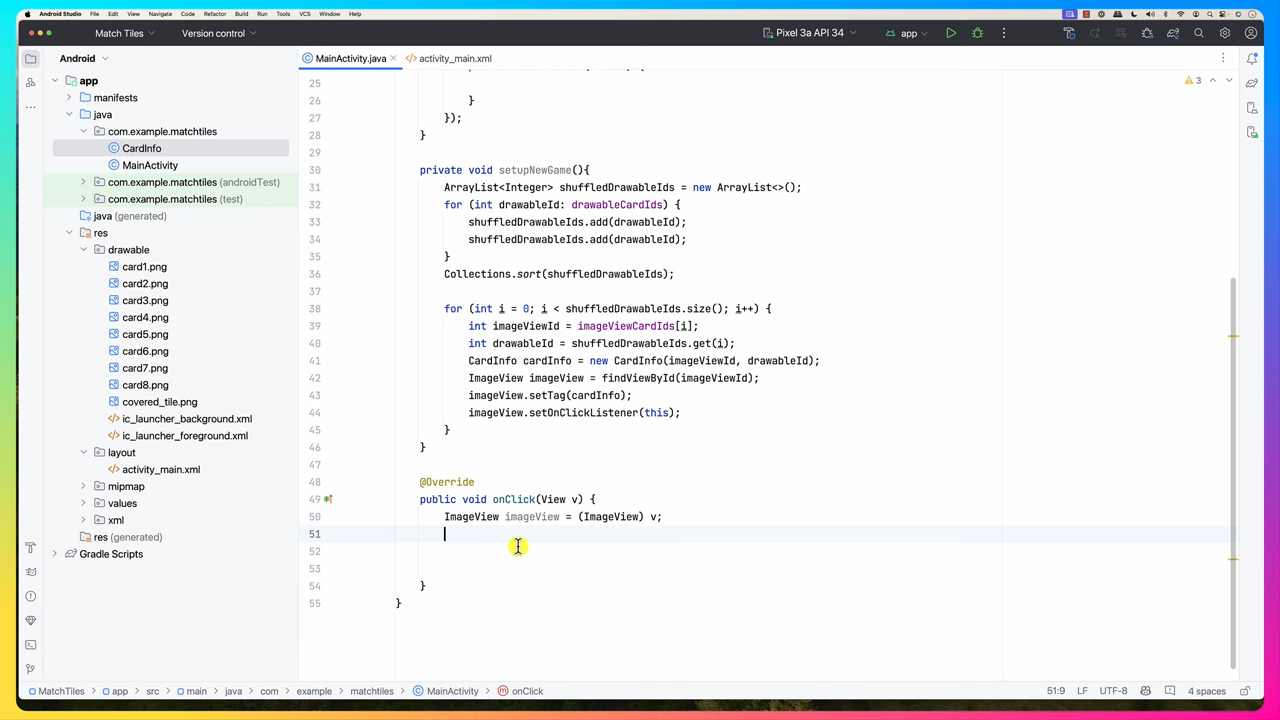 Android Studio File Edit View Navigate Code Refactor Build Run Tools VCS Window Help
Match Tiles Version control Pixel 3a API 34 app
Android
MainActivity.java activity_main.xml
app
manifests
java
com.example.matchtiles
CardInfo
MainActivity
com.example.matchtiles (androidTest)
com.example.matchtiles (test)
java (generated)
res
drawable
card1.png
card2.png
card3.png
card4.png
card5.png
card6.png
card7.png
card8.png
covered_tile.png
ic_launcher_background.xml
ic_launcher_foreground.xml
layout
activity_main.xml
mipmap
values
xml
res (generated)
Gradle Scripts
3
25
26 }
27 });
28 }
29
30 private void setupNewGame(){
31 ArrayList<Integer> shuffledDrawableIds = new ArrayList<>();
32 for (int drawableId: drawableCardIds) {
33 shuffledDrawableIds.add(drawableId);
34 shuffledDrawableIds.add(drawableId);
35 }
36 Collections.sort(shuffledDrawableIds);
37
38 for (int i = 0; i < shuffledDrawableIds.size(); i++) {
39 int imageViewId = imageViewCardIds[i];
40 int drawableId = shuffledDrawableIds.get(i);
41 CardInfo cardInfo = new CardInfo(imageViewId, drawableId);
42 ImageView imageView = findViewById(imageViewId);
43 imageView.setTag(cardInfo);
44 imageView.setOnClickListener(this);
45 }
46 }
47
48 @Override
49 public void onClick(View v) {
50 ImageView imageView = (ImageView) v;
51
52
53
54 }
55 }
MatchTiles app src main java com example matchtiles MainActivity onClick 51:9 LF UTF-8 4 spaces